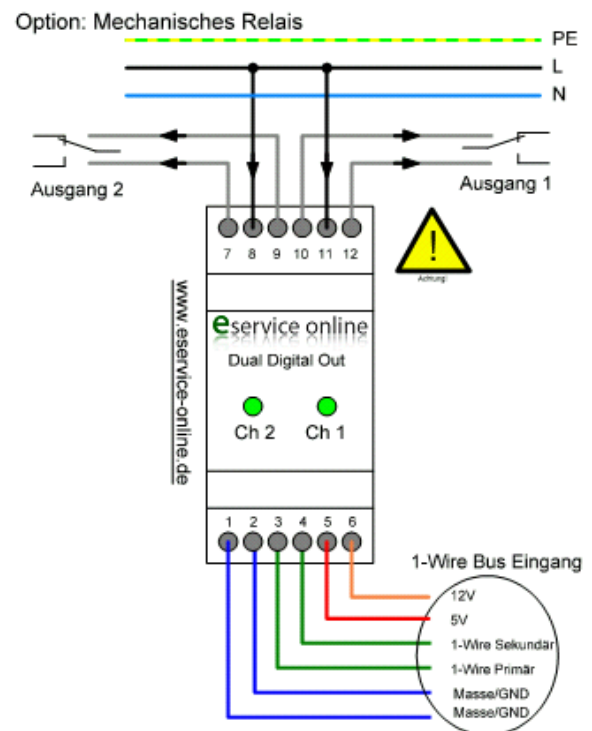 Option: Mechanisches Relais
PE
L
N
Ausgang 2
Ausgang 1
7 8 9 10 11 12
Achtung!
www.eservice-online.de
eservice online
Dual Digital Out
Ch 2 Ch 1
1 2 3 4 5 6
1-Wire Bus Eingang
12V
5V
1-Wire Sekundär
1-Wire Primär
Masse/GND
Masse/GND